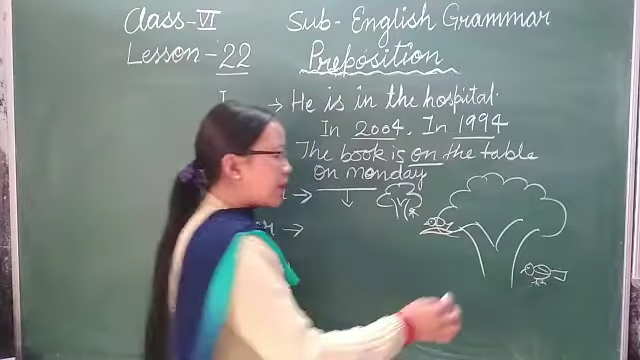 Class-VI Sub- English Grammar
Lesson-22 Preposition
→ He is in the hospital.
In 2004, In 1994
The book is on the table
on monday
→ ↓
→